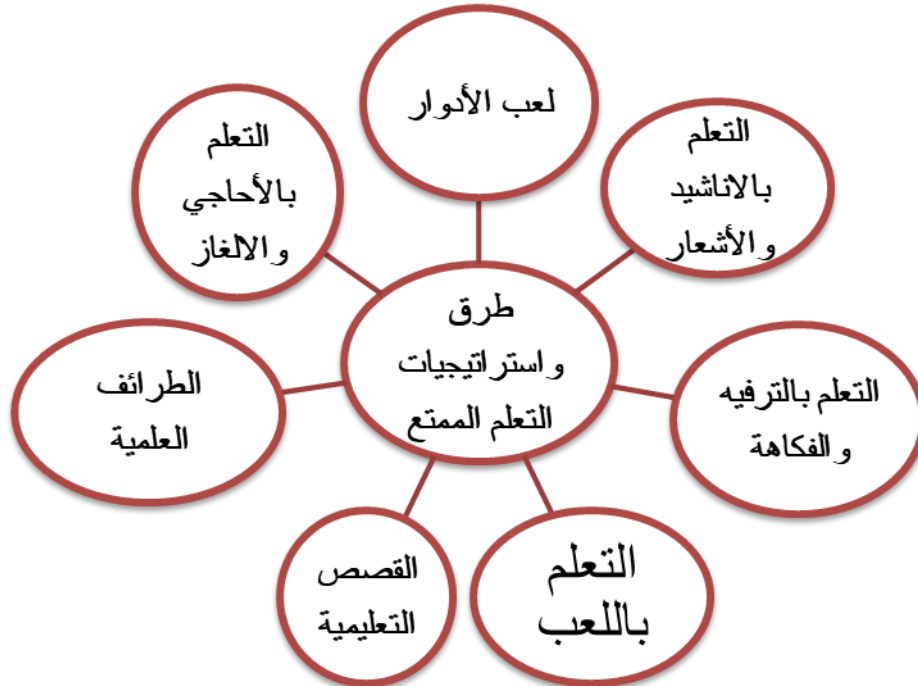 لعب الأدوار
التعلم
بالاناشيد
والأشعار
التعلم بالترفيه
والفكاهة
التعلم
باللعب
القصص
التعليمية
الطرائف
العلمية
التعلم
بالأحاجي
والالغاز
طرق
واستراتيجيات
التعلم الممتع